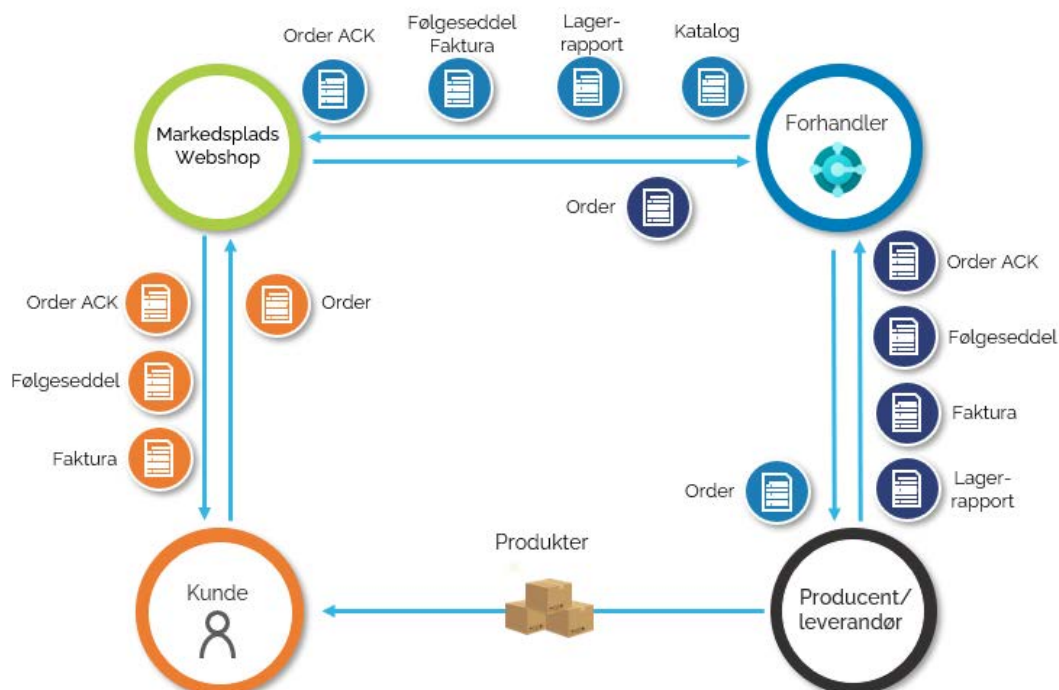 Order ACK
Følgeseddel
Faktura
Lager-
rapport
Katalog
Markedsplads
Webshop
Forhandler
Order
Order ACK
Order
Følgeseddel
Faktura
Order ACK
Følgeseddel
Faktura
Lager-
rapport
Order
Produkter
Kunde
Producent/
leverandør